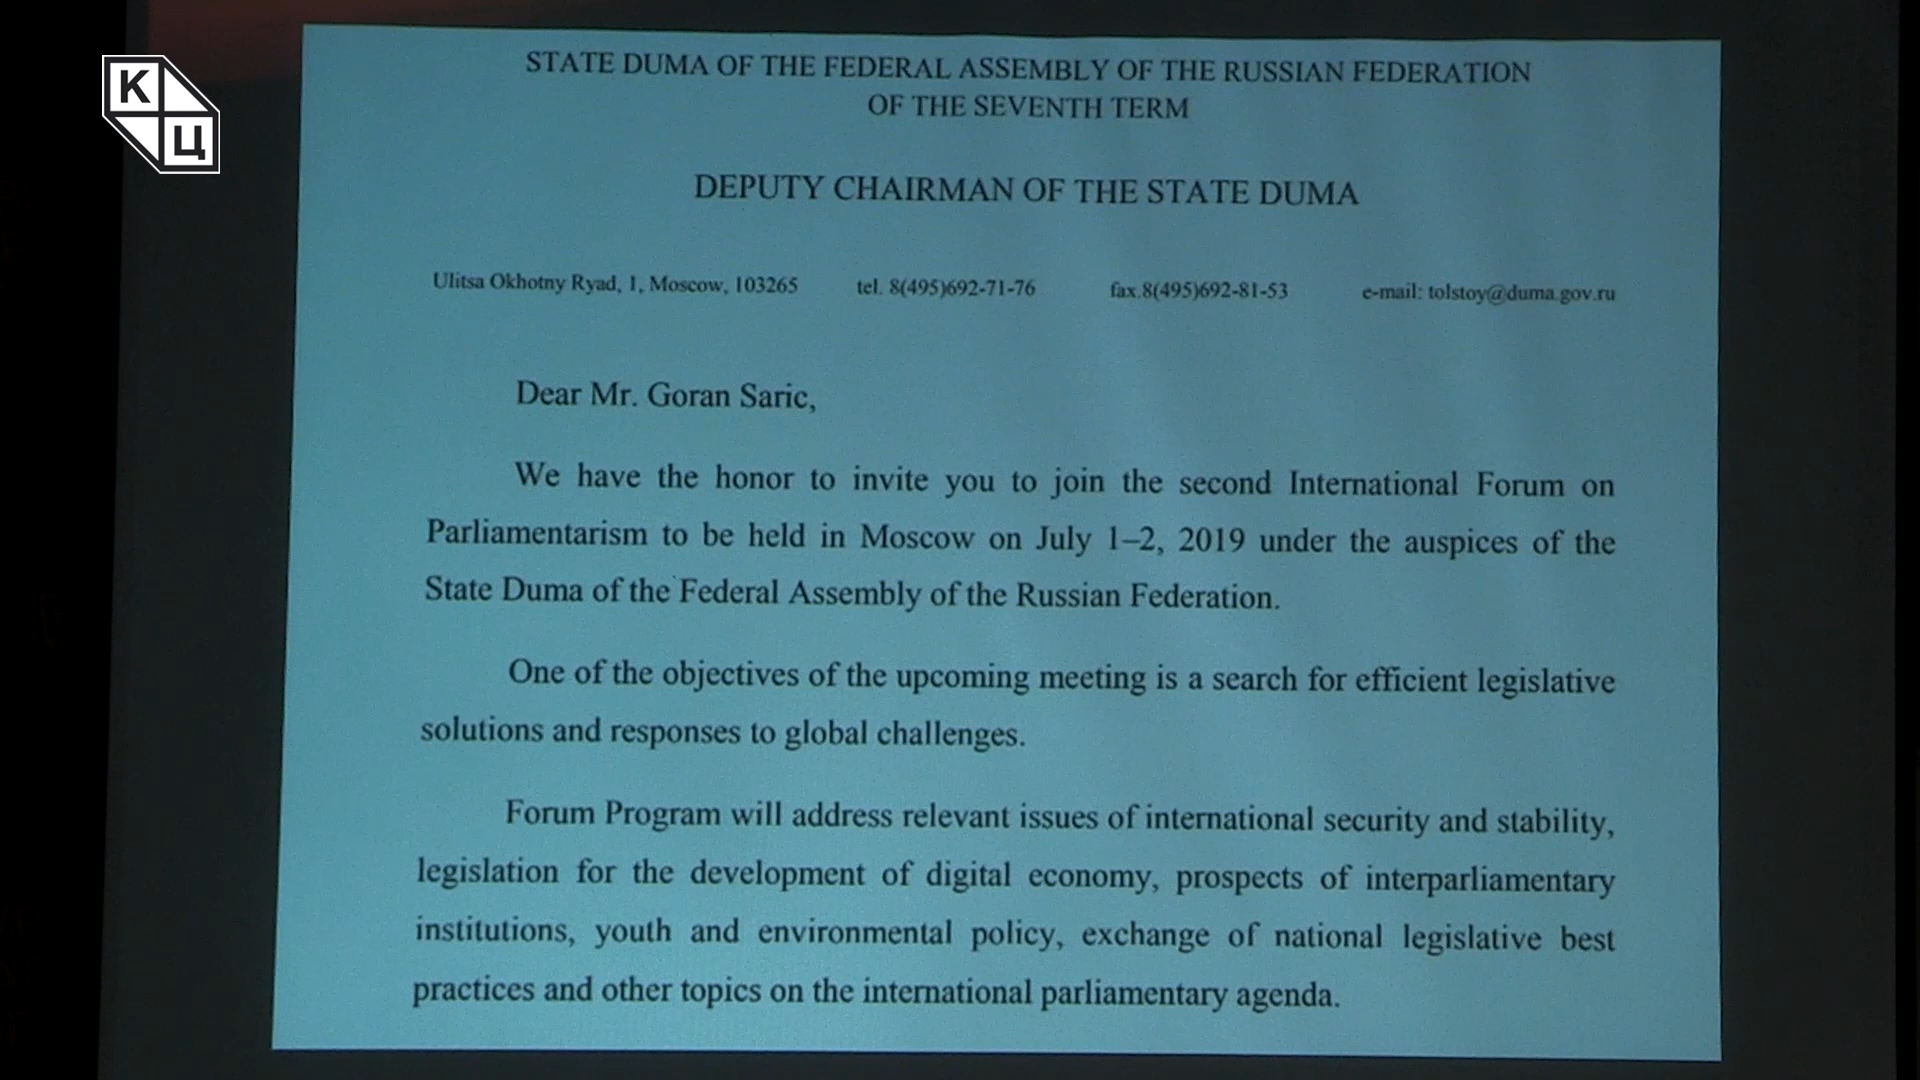 К
Ц
STATE DUMA OF THE FEDERAL ASSEMBLY OF THE RUSSIAN FEDERATION
OF THE SEVENTH TERM
DEPUTY CHAIRMAN OF THE STATE DUMA
Ulitsa Okhotny Ryad, 1, Moscow, 103265 tel. 8(495)692-71-76 fax.8(495)692-81-53 e-mail: tolstoy@duma.gov.ru
Dear Mr. Goran Saric,
We have the honor to invite you to join the second International Forum on
Parliamentarism to be held in Moscow on July 1–2, 2019 under the auspices of the
State Duma of the Federal Assembly of the Russian Federation.
One of the objectives of the upcoming meeting is a search for efficient legislative
solutions and responses to global challenges.
Forum Program will address relevant issues of international security and stability,
legislation for the development of digital economy, prospects of interparliamentary
institutions, youth and environmental policy, exchange of national legislative best
practices and other topics on the international parliamentary agenda.